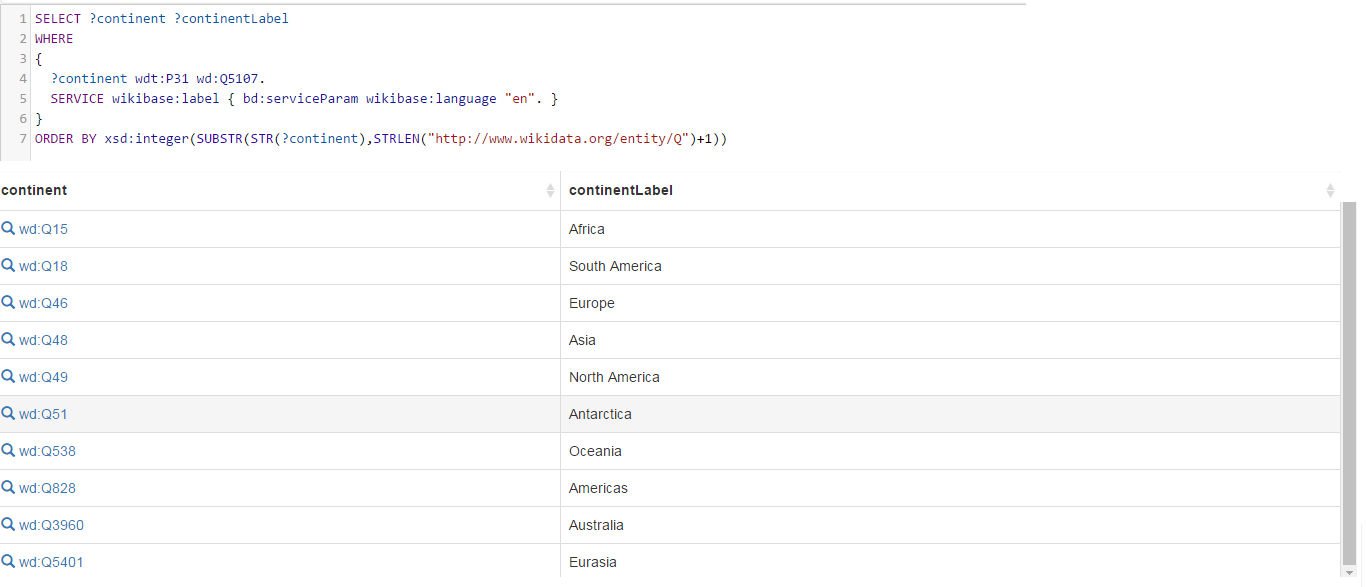 1 SELECT ?continent ?continentLabel
2 WHERE
3 {
4 ?continent wdt:P31 wd:Q5107.
5 SERVICE wikibase:label { bd:serviceParam wikibase:language "en". }
6 }
7 ORDER BY xsd:integer(SUBSTR(STR(?continent),STRLEN("http://www.wikidata.org/entity/Q")+1))
continent continentLabel
wd:Q15 Africa
wd:Q18 South America
wd:Q46 Europe
wd:Q48 Asia
wd:Q49 North America
wd:Q51 Antarctica
wd:Q538 Oceania
wd:Q828 Americas
wd:Q3960 Australia
wd:Q5401 Eurasia